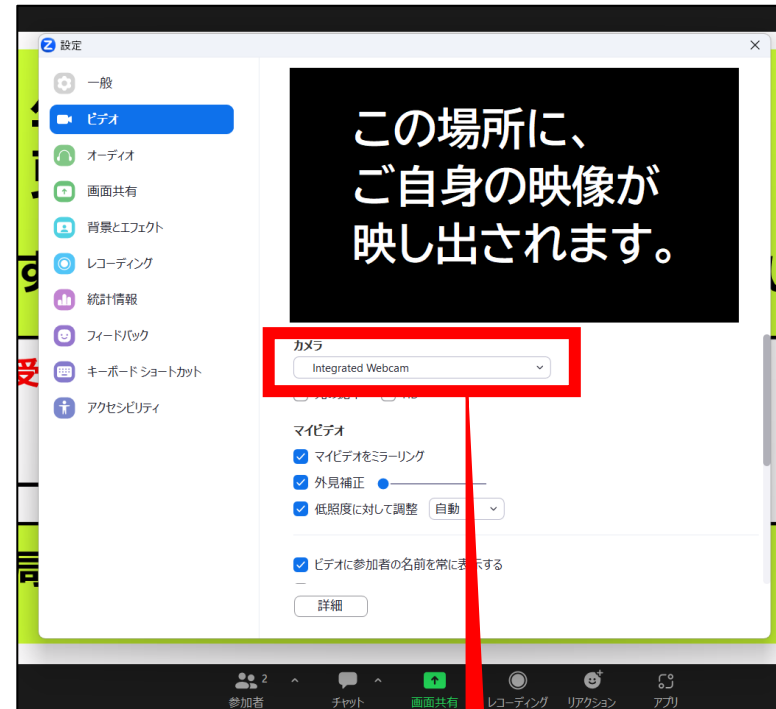 設定
一般
ビデオ
オーディオ
画面共有
背景とエフェクト
レコーディング
統計情報
フィードバック
キーボード ショートカット
アクセシビリティ
この場所に、
ご自身の映像が
映し出されます。
カメラ
Integrated Webcam
マイビデオ
マイビデオをミラーリング
外見補正
低照度に対して調整 自動
ビデオに参加者の名前を常に表示する
詳細
受
2
参加者 チャット 画面共有 レコーディング リアクション アプリ